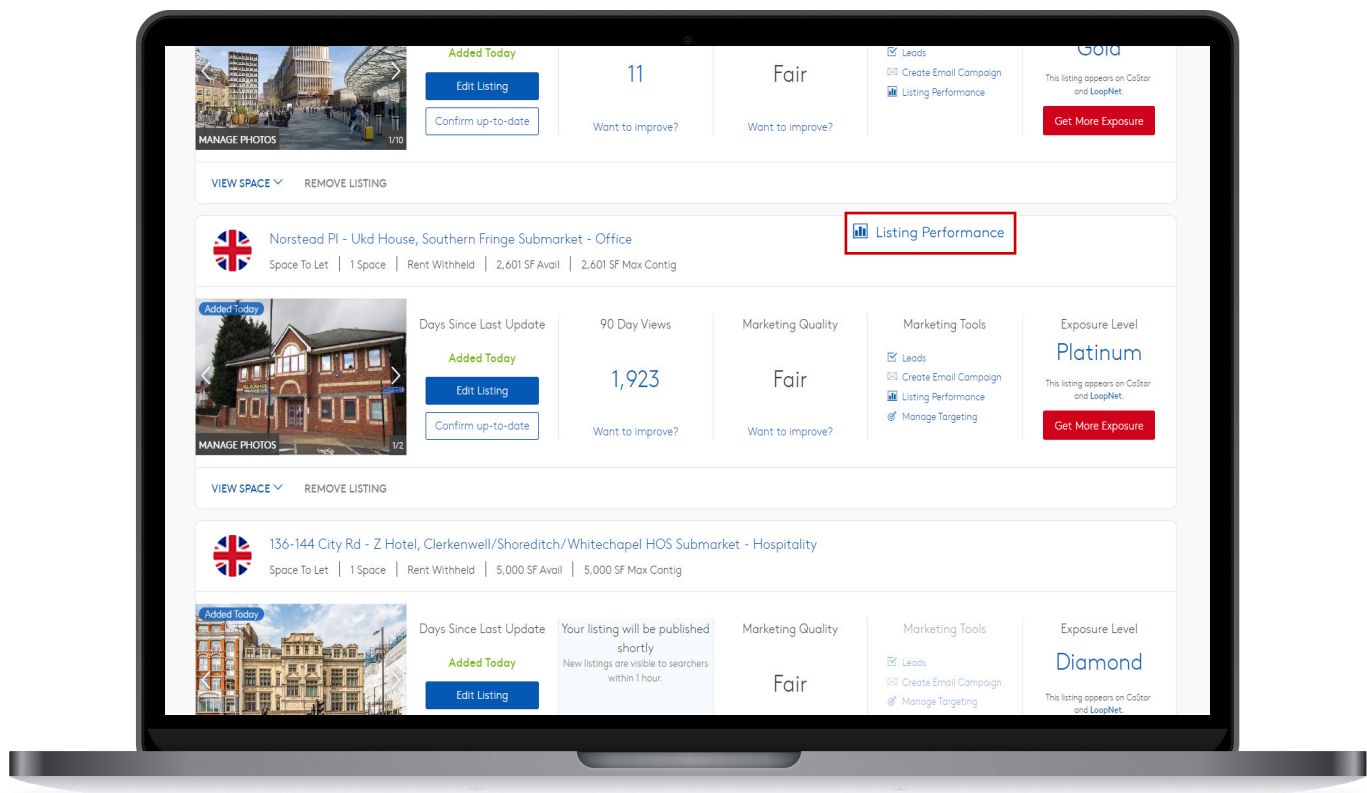 Added Today
Edit Listing
Confirm up-to-date
MANAGE PHOTOS
1/10
11
Want to improve?
Fair
Want to improve?
Leads
Create Email Campaign
Listing Performance
Gold
This listing appears on CoStar
and LoopNet.
Get More Exposure
VIEW SPACE
REMOVE LISTING
Norstead Pl - Ukd House, Southern Fringe Submarket - Office
Listing Performance
Space To Let | 1 Space | Rent Withheld | 2,601 SF Avail | 2,601 SF Max Contig
Added Today
MANAGE PHOTOS
1/2
Days Since Last Update
Added Today
Edit Listing
Confirm up-to-date
90 Day Views
1,923
Want to improve?
Marketing Quality
Fair
Want to improve?
Marketing Tools
Leads
Create Email Campaign
Listing Performance
Manage Targeting
Exposure Level
Platinum
This listing appears on CoStar
and LoopNet.
Get More Exposure
VIEW SPACE
REMOVE LISTING
136-144 City Rd - Z Hotel, Clerkenwell/Shoreditch/Whitechapel HOS Submarket - Hospitality
Space To Let | 1 Space | Rent Withheld | 5,000 SF Avail | 5,000 SF Max Contig
Added Today
Days Since Last Update
Added Today
Edit Listing
Your listing will be published
shortly
New listings are visible to searchers
within 1 hour.
Marketing Quality
Fair
Marketing Tools
Leads
Create Email Campaign
Manage Targeting
Exposure Level
Diamond
This listing appears on CoStar
and LoopNet.